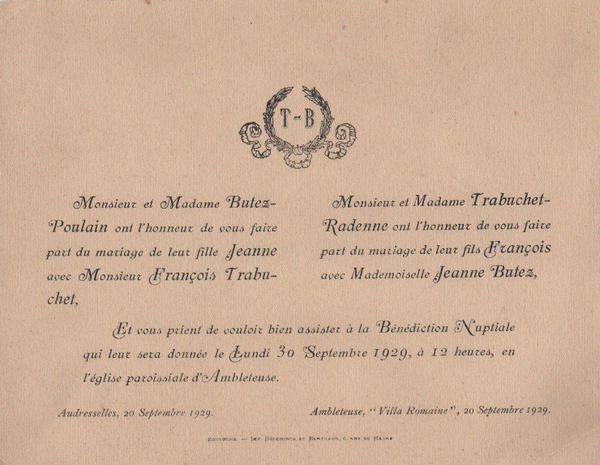 T-B
Monsieur et Madame Butez-
Poulain ont l'honneur de vous faire
part du mariage de leur fille Jeanne
avec Monsieur François Trabu-
chet,
Monsieur et Madame Trabuchet-
Radenne ont l'honneur de vous faire
part du mariage de leur fils François
avec Mademoiselle Jeanne Butez,
Et vous prient de vouloir bien assister à la Bénédiction Nuptiale
qui leur sera donnée le Lundi 30 Septembre 1929, à 12 heures, en
l'église paroissiale d'Ambleteuse.
Audresselles, 20 Septembre 1929.
Ambleteuse, "Villa Romaine", 20 Septembre 1929.